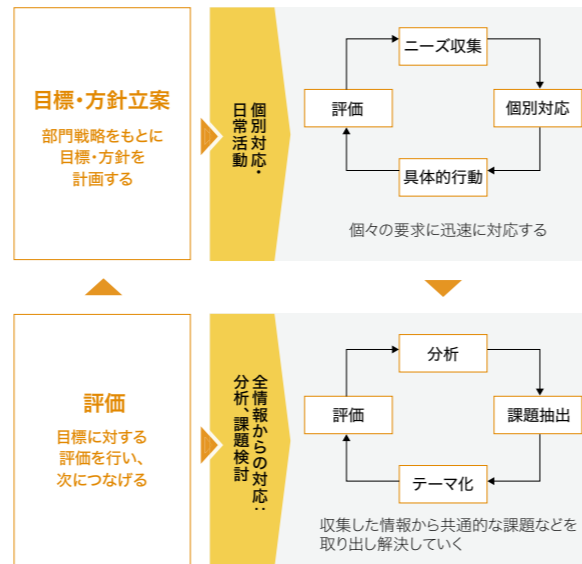 目標・方針立案
部門戦略をもとに
目標・方針を
計画する
個別対応・
日常活動
ニーズ収集
評価
個別対応
具体的行動
個々の要求に迅速に対応する
評価
目標に対する
評価を行い、
次につなげる
全情報からの対応：
分析、課題検討
分析
評価
課題抽出
テーマ化
収集した情報から共通的な課題などを
取り出し解決していく